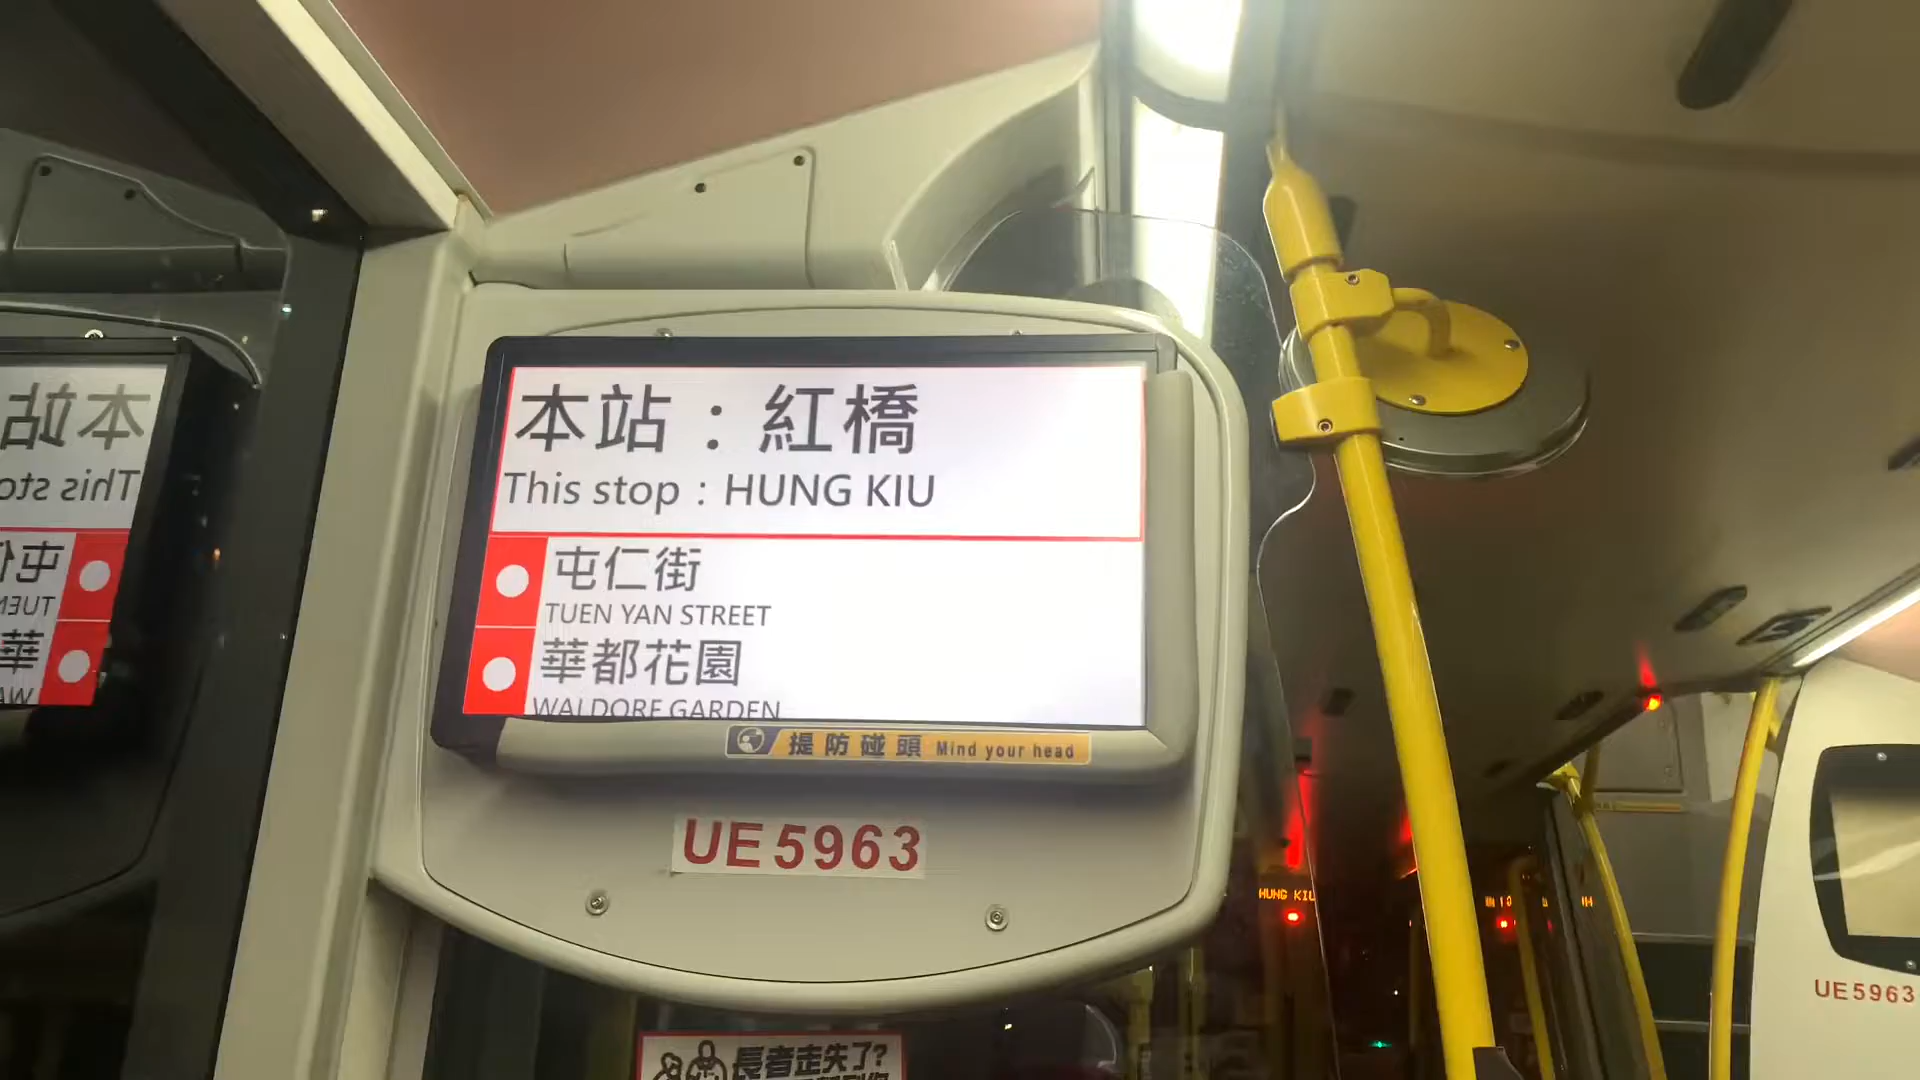 本站：紅橋
This stop : HUNG KIU
屯仁街
TUEN YAN STREET
華都花園
WALDORF GARDEN
提防碰頭 Mind your head
UE5963
HUNG KIU
UE5963
長者走失了?